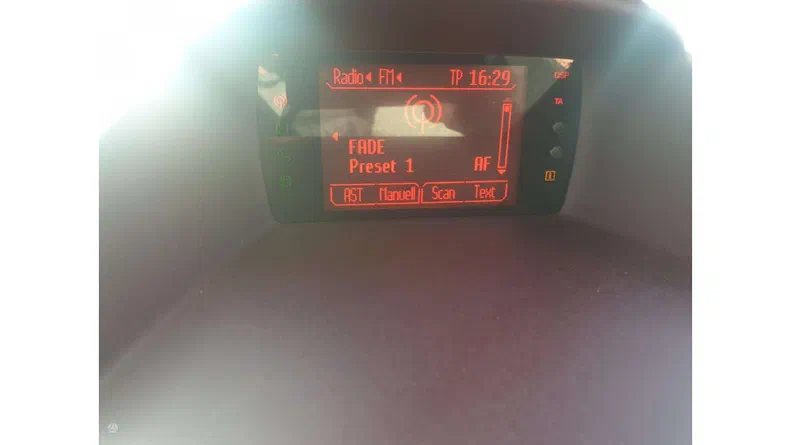 Radio FM TP 16:29
DSP
TA
FADE
Preset 1 AF
AST Manuell Scan Text